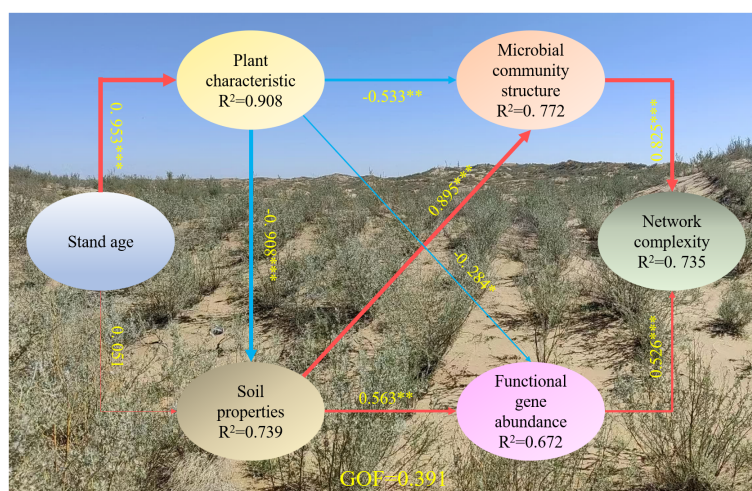 Plant
characteristic
R²=0.908
Microbial
community
structure
R²=0. 772
-0.533**
0. 953***
0.825***
Stand age
-0. 908***
0.895***
-0. 284*
Network
complexity
R²=0. 735
0. 051
Soil
properties
R²=0.739
0.563**
Functional
gene
abundance
R²=0.672
0.526***
GOF=0.391